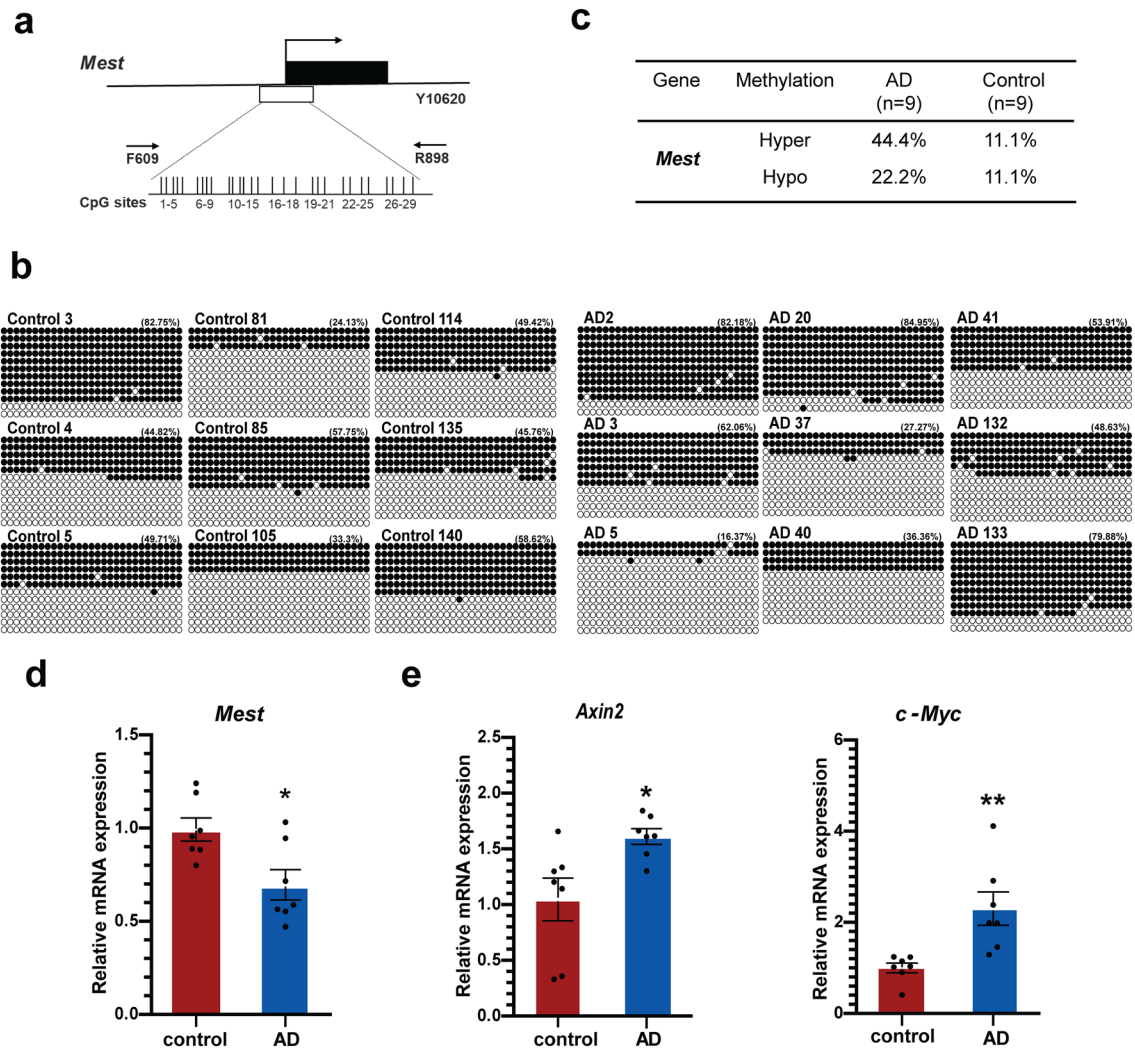 a
Mest
Y10620
F609
R898
CpG sites
1-5 6-9 10-15 16-18 19-21 22-25 26-29
c
Gene Methylation AD Control
(n=9) (n=9)
Mest
Hyper 44.4% 11.1%
Hypo 22.2% 11.1%
b
Control 3 (82.75%) Control 81 (24.13%) Control 114 (49.42%) AD2 (82.18%) AD 20 (84.95%) AD 41 (53.91%)
Control 4 (44.82%) Control 85 (57.75%) Control 135 (45.76%) AD 3 (62.06%) AD 37 (27.27%) AD 132 (48.63%)
Control 5 (49.71%) Control 105 (33.3%) Control 140 (58.62%) AD 5 (16.37%) AD 40 (36.36%) AD 133 (79.88%)
d
Mest
Relative mRNA expression
1.5
1.0
0.5
0.0
*
control AD
e
Axin2
Relative mRNA expression
2.5
2.0
1.5
1.0
0.5
0.0
*
control AD
c-Myc
Relative mRNA expression
6
4
2
0
**
control AD